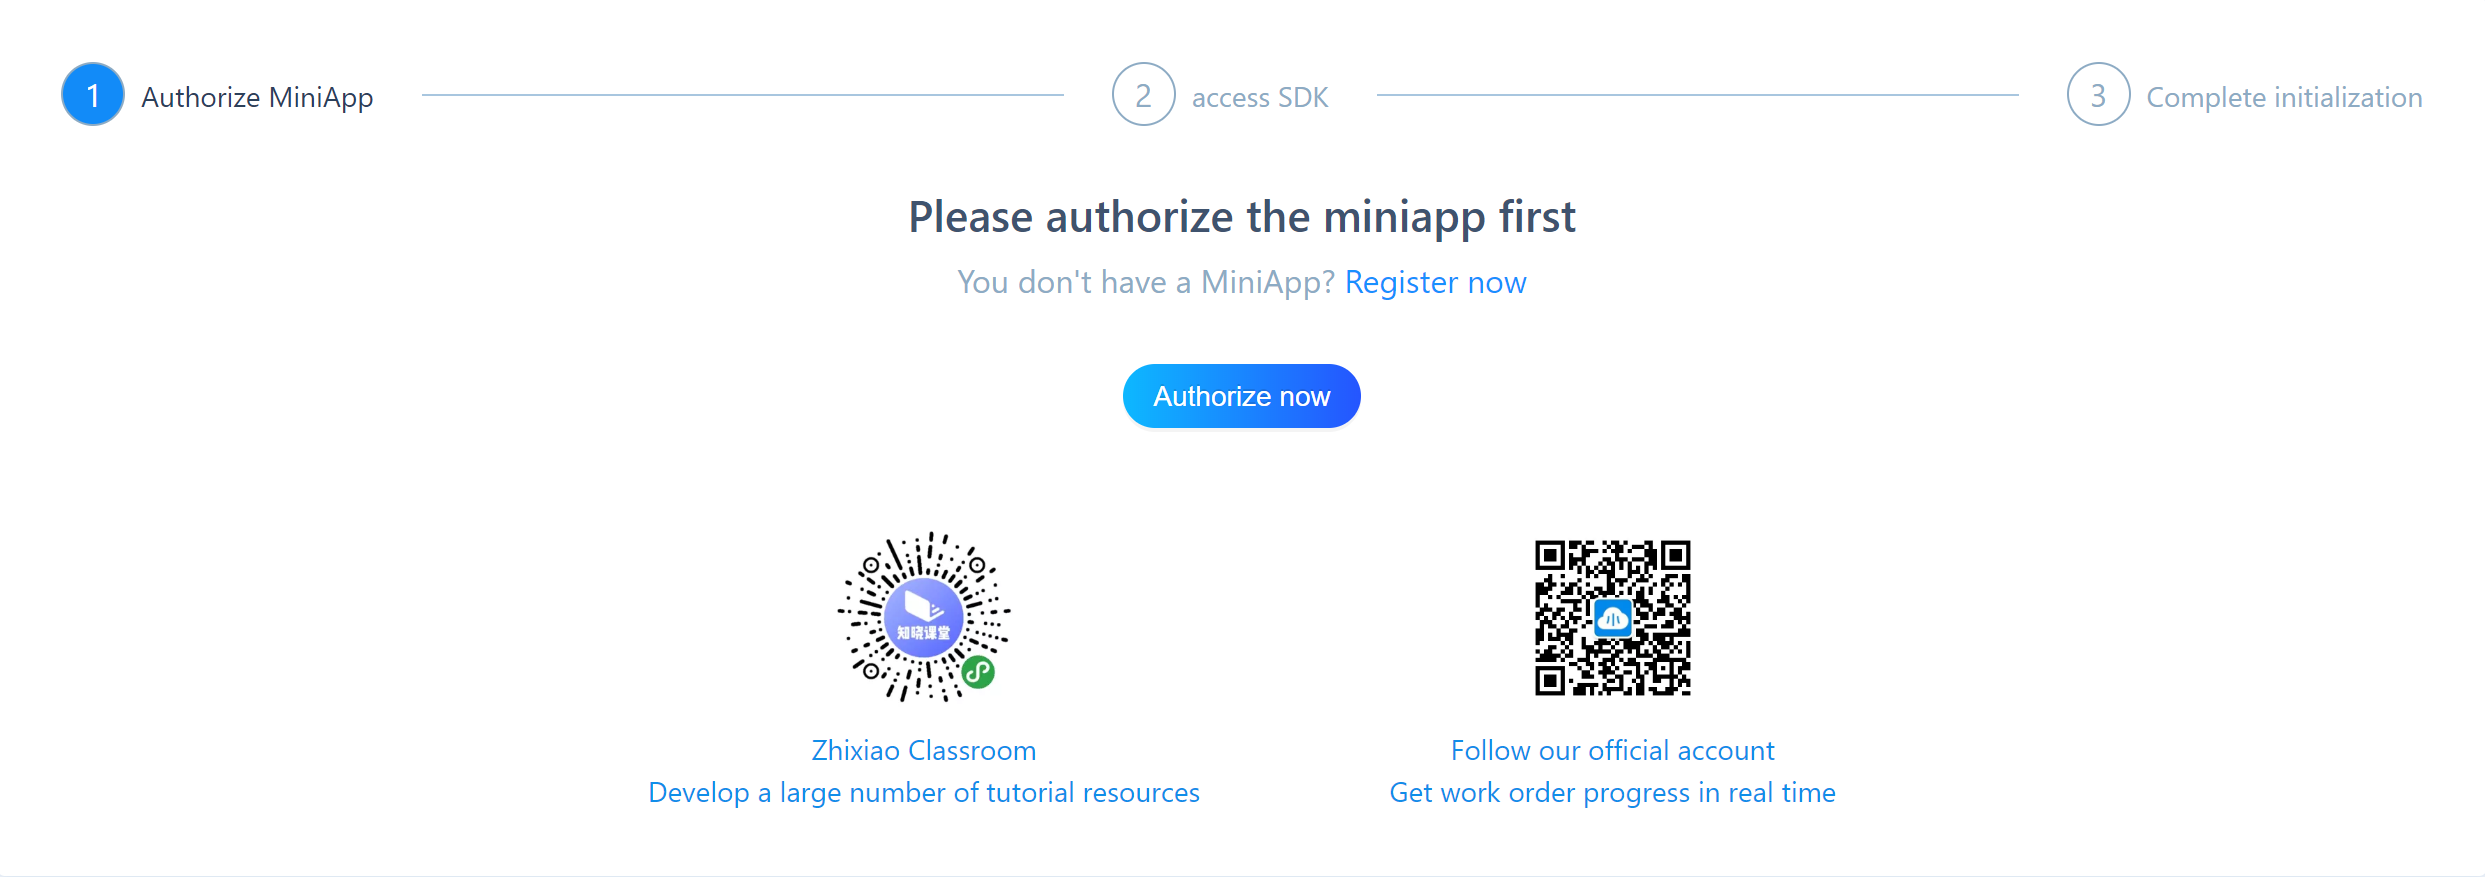 1 Authorize MiniApp
2 access SDK
3 Complete initialization
Please authorize the miniapp first
You don't have a MiniApp? Register now
Authorize now
知晓课堂
Zhixiao Classroom
Develop a large number of tutorial resources
Follow our official account
Get work order progress in real time